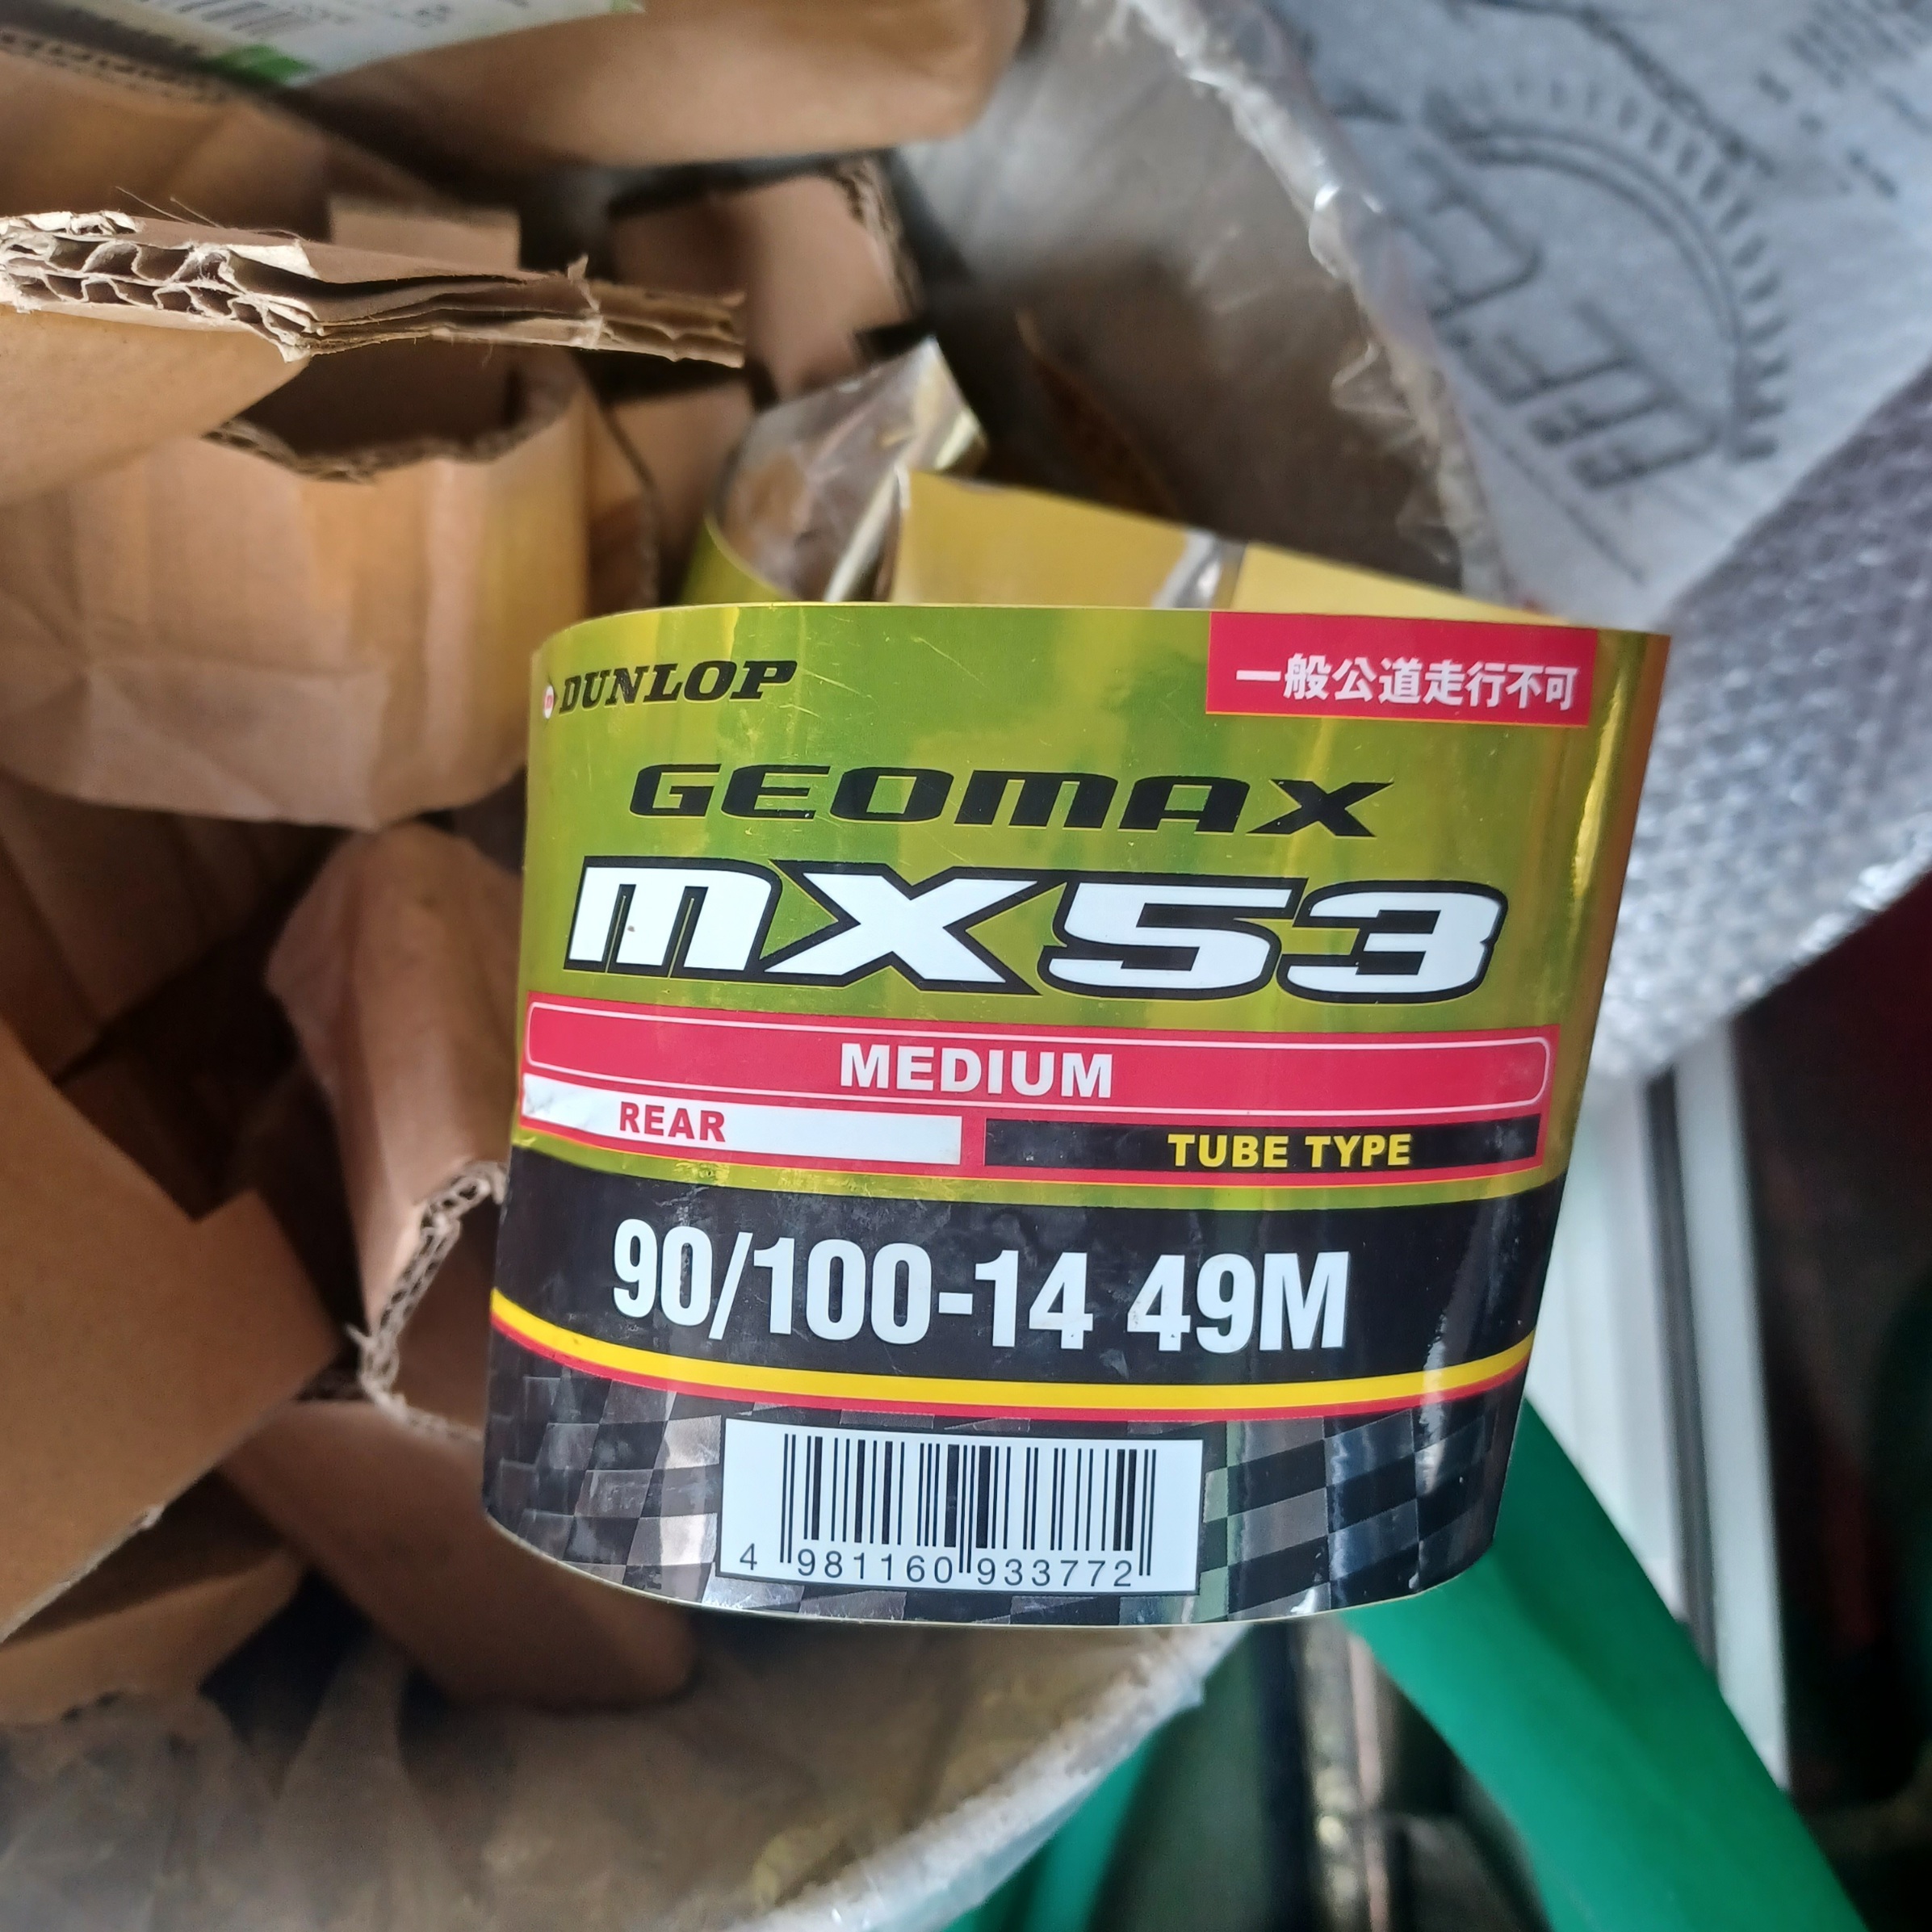 DUNLOP
一般公道走行不可
GEOMAX
MX53
MEDIUM
REAR
TUBE TYPE
90/100-14 49M
4 981160 933772